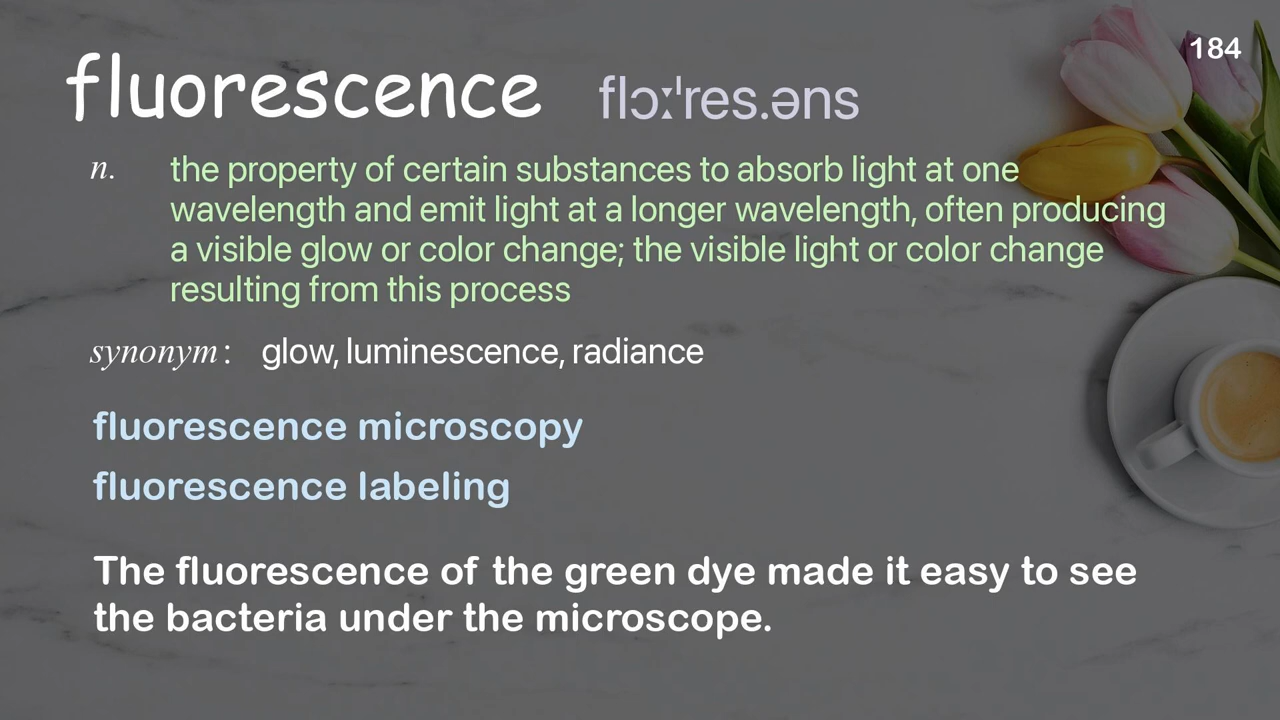 184
fluorescence flɔːˈres.əns
n. the property of certain substances to absorb light at one
wavelength and emit light at a longer wavelength, often producing
a visible glow or color change; the visible light or color change
resulting from this process
synonym: glow, luminescence, radiance
fluorescence microscopy
fluorescence labeling
The fluorescence of the green dye made it easy to see
the bacteria under the microscope.